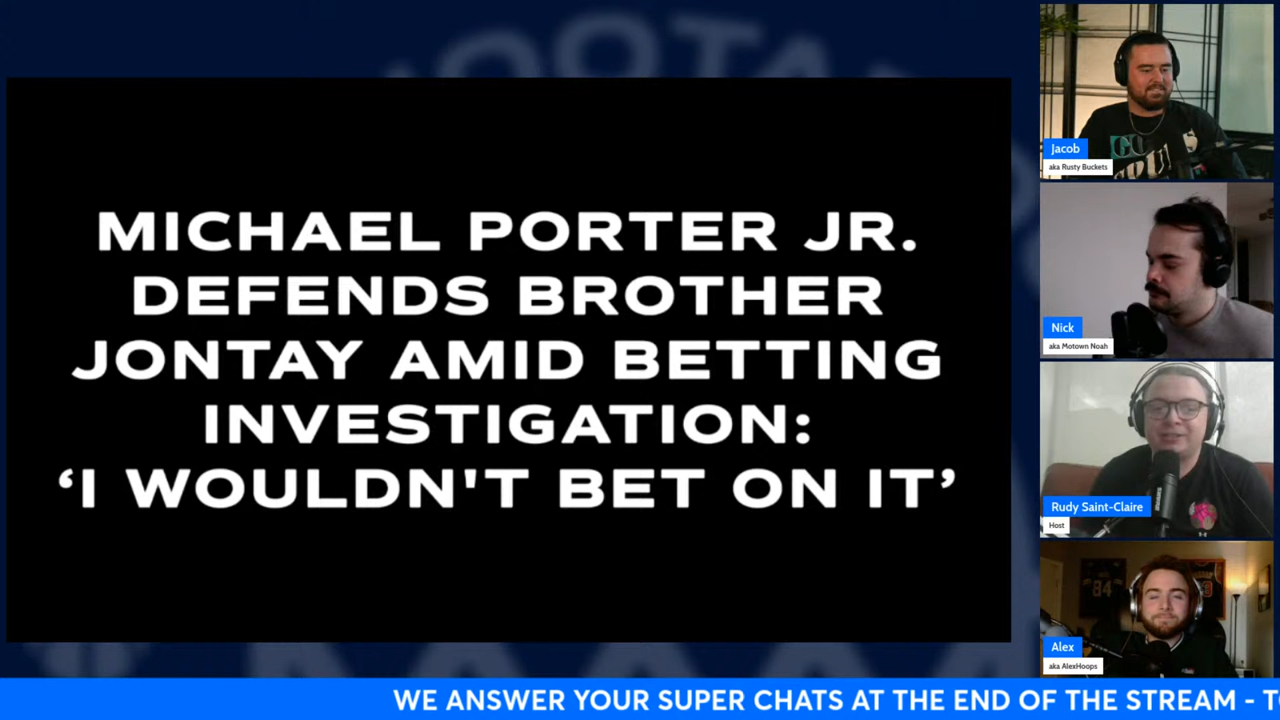 MICHAEL PORTER JR.
DEFENDS BROTHER
JONTAY AMID BETTING
INVESTIGATION:
‘I WOULDN'T BET ON IT’
Jacob
aka Rusty Buckets
Nick
aka Motown Noah
Rudy Saint-Claire
Host
84
Alex
aka AlexHoops
WE ANSWER YOUR SUPER CHATS AT THE END OF THE STREAM - T